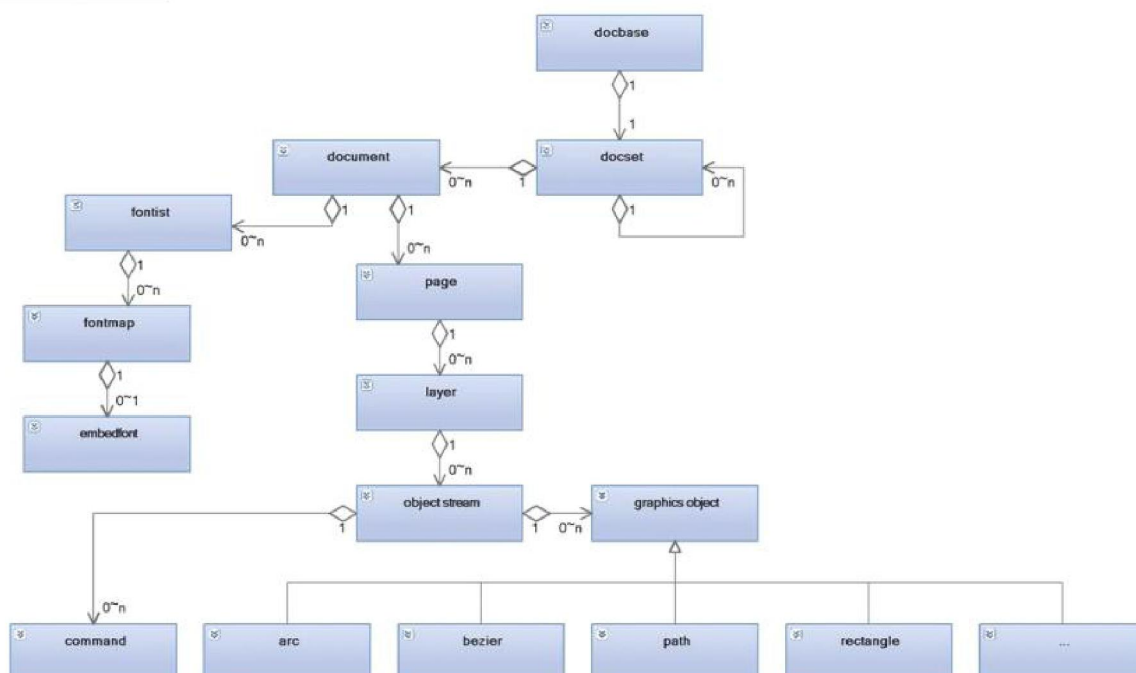 docbase
1
1
document
docset
0~n
1
0~n
1
1
1
fontist
0~n
0~n
1
0~n
page
fontmap
1
0~n
1
0~1
layer
embedfont
1
0~n
object stream
graphics object
1
1
0~n
0~n
command
arc
bezier
path
rectangle
...